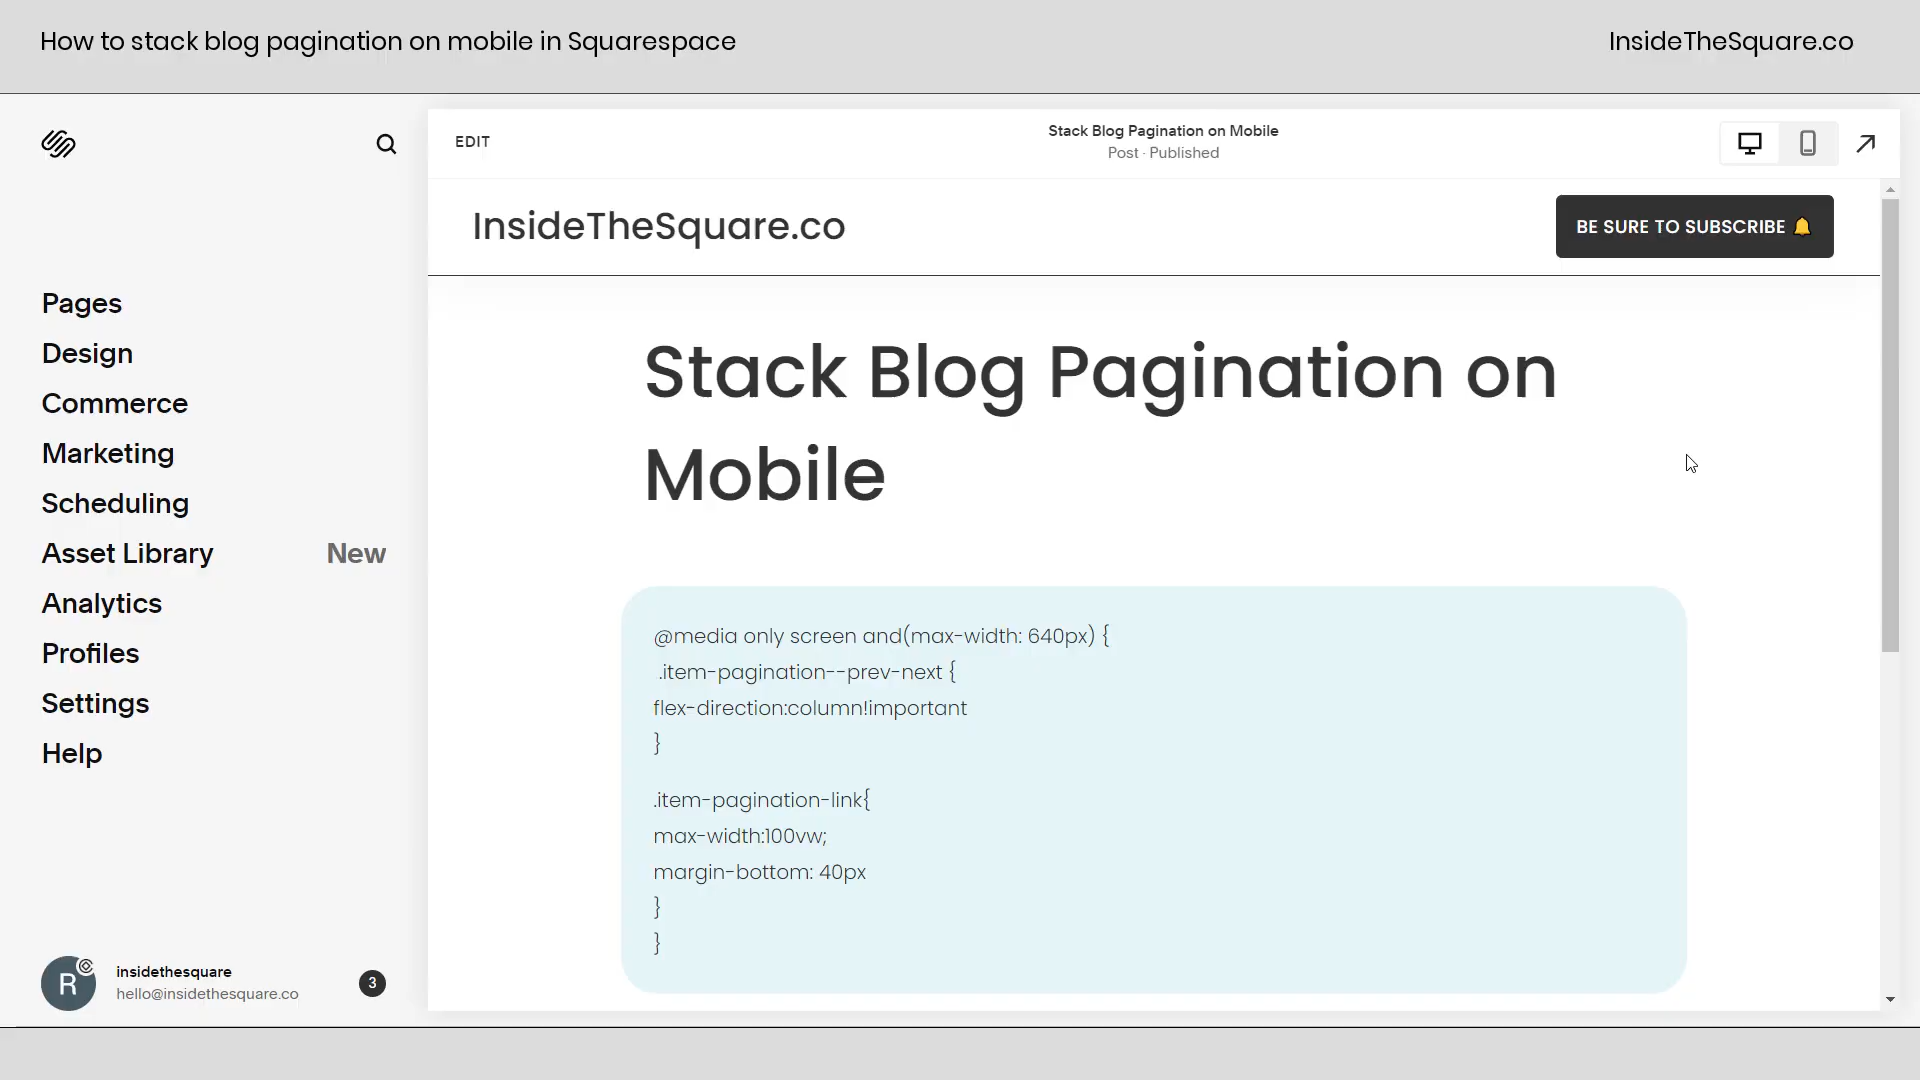 How to stack blog pagination on mobile in Squarespace
InsideTheSquare.co
EDIT
Stack Blog Pagination on Mobile
Post · Published
InsideTheSquare.co
BE SURE TO SUBSCRIBE 🔔
Pages
Design
Commerce
Marketing
Scheduling
Asset Library New
Analytics
Profiles
Settings
Help
Stack Blog Pagination on
Mobile
@media only screen and(max-width: 640px) {
.item-pagination--prev-next {
flex-direction:column!important
}
.item-pagination-link{
max-width:100vw;
margin-bottom: 40px
}
}
R
insidethesquare
hello@insidethesquare.co
3